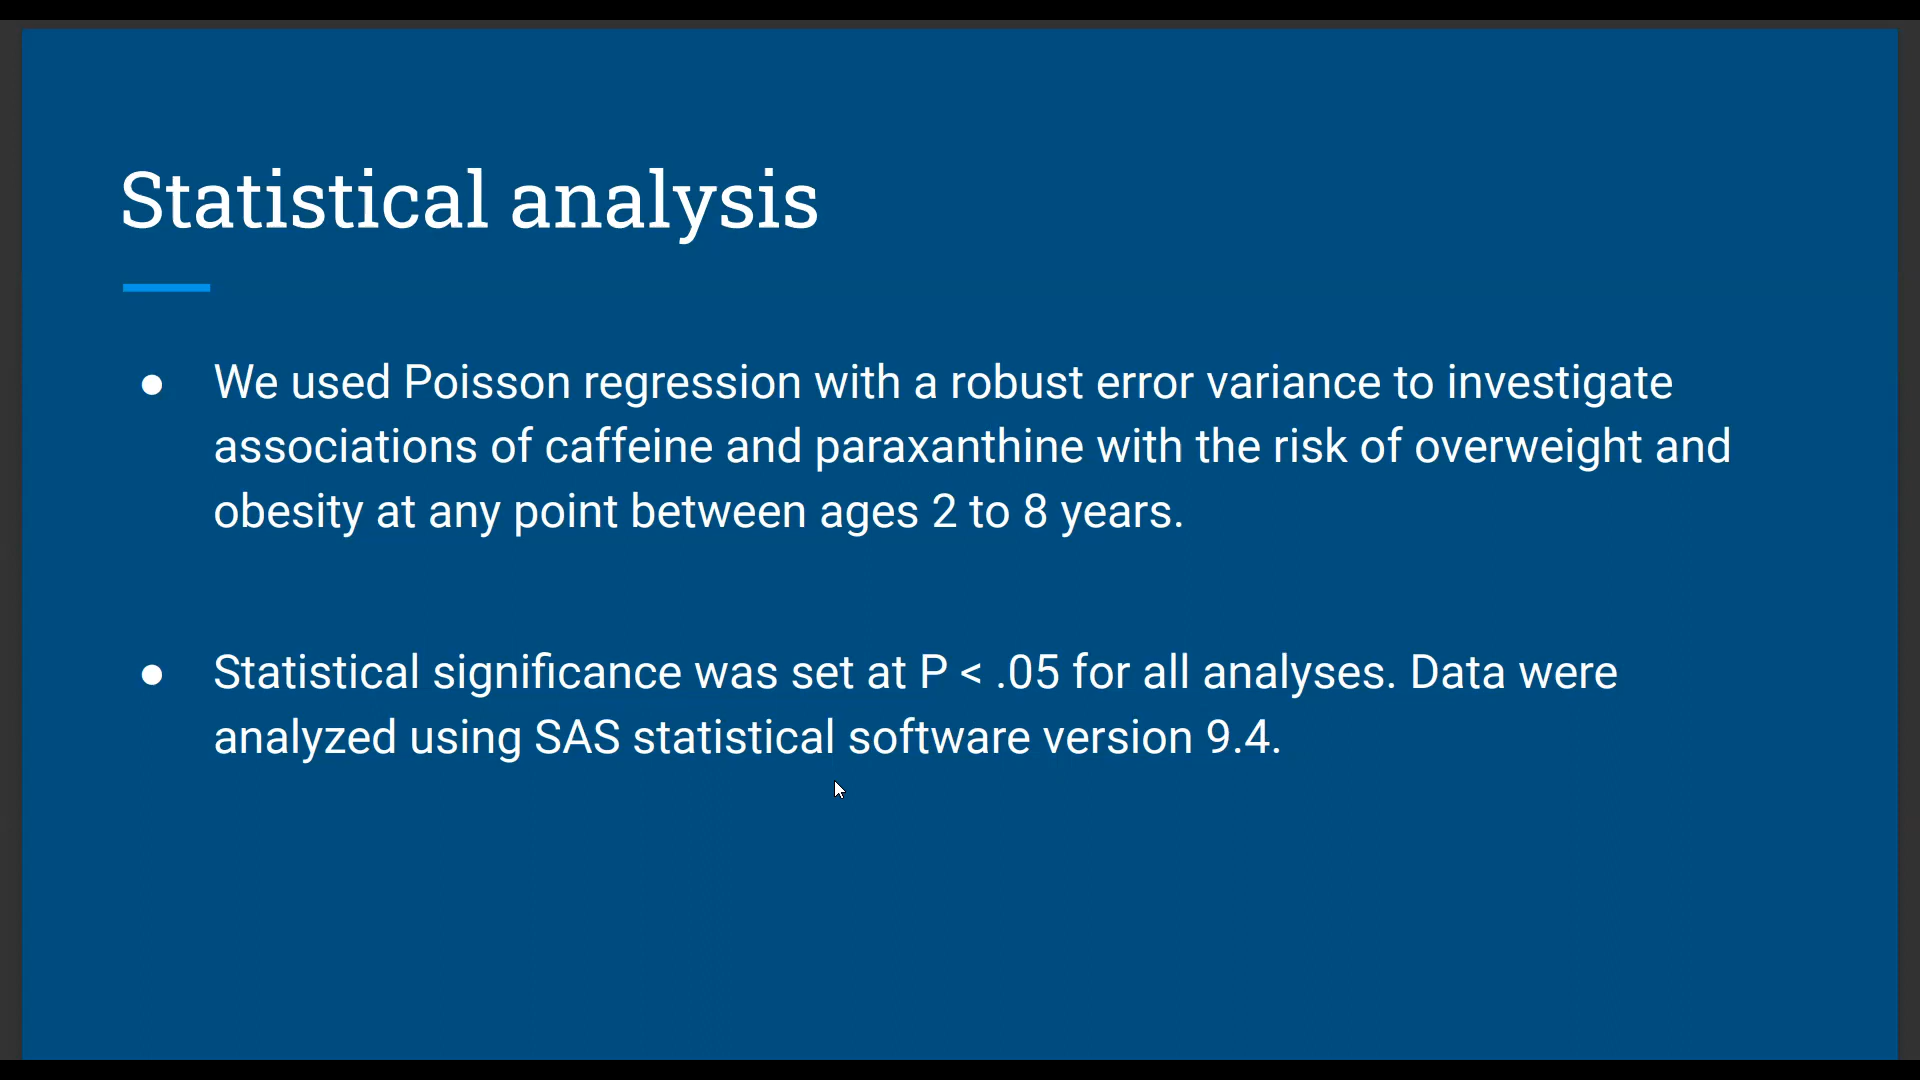 Statistical analysis
● We used Poisson regression with a robust error variance to investigate
associations of caffeine and paraxanthine with the risk of overweight and
obesity at any point between ages 2 to 8 years.
● Statistical significance was set at P < .05 for all analyses. Data were
analyzed using SAS statistical software version 9.4.